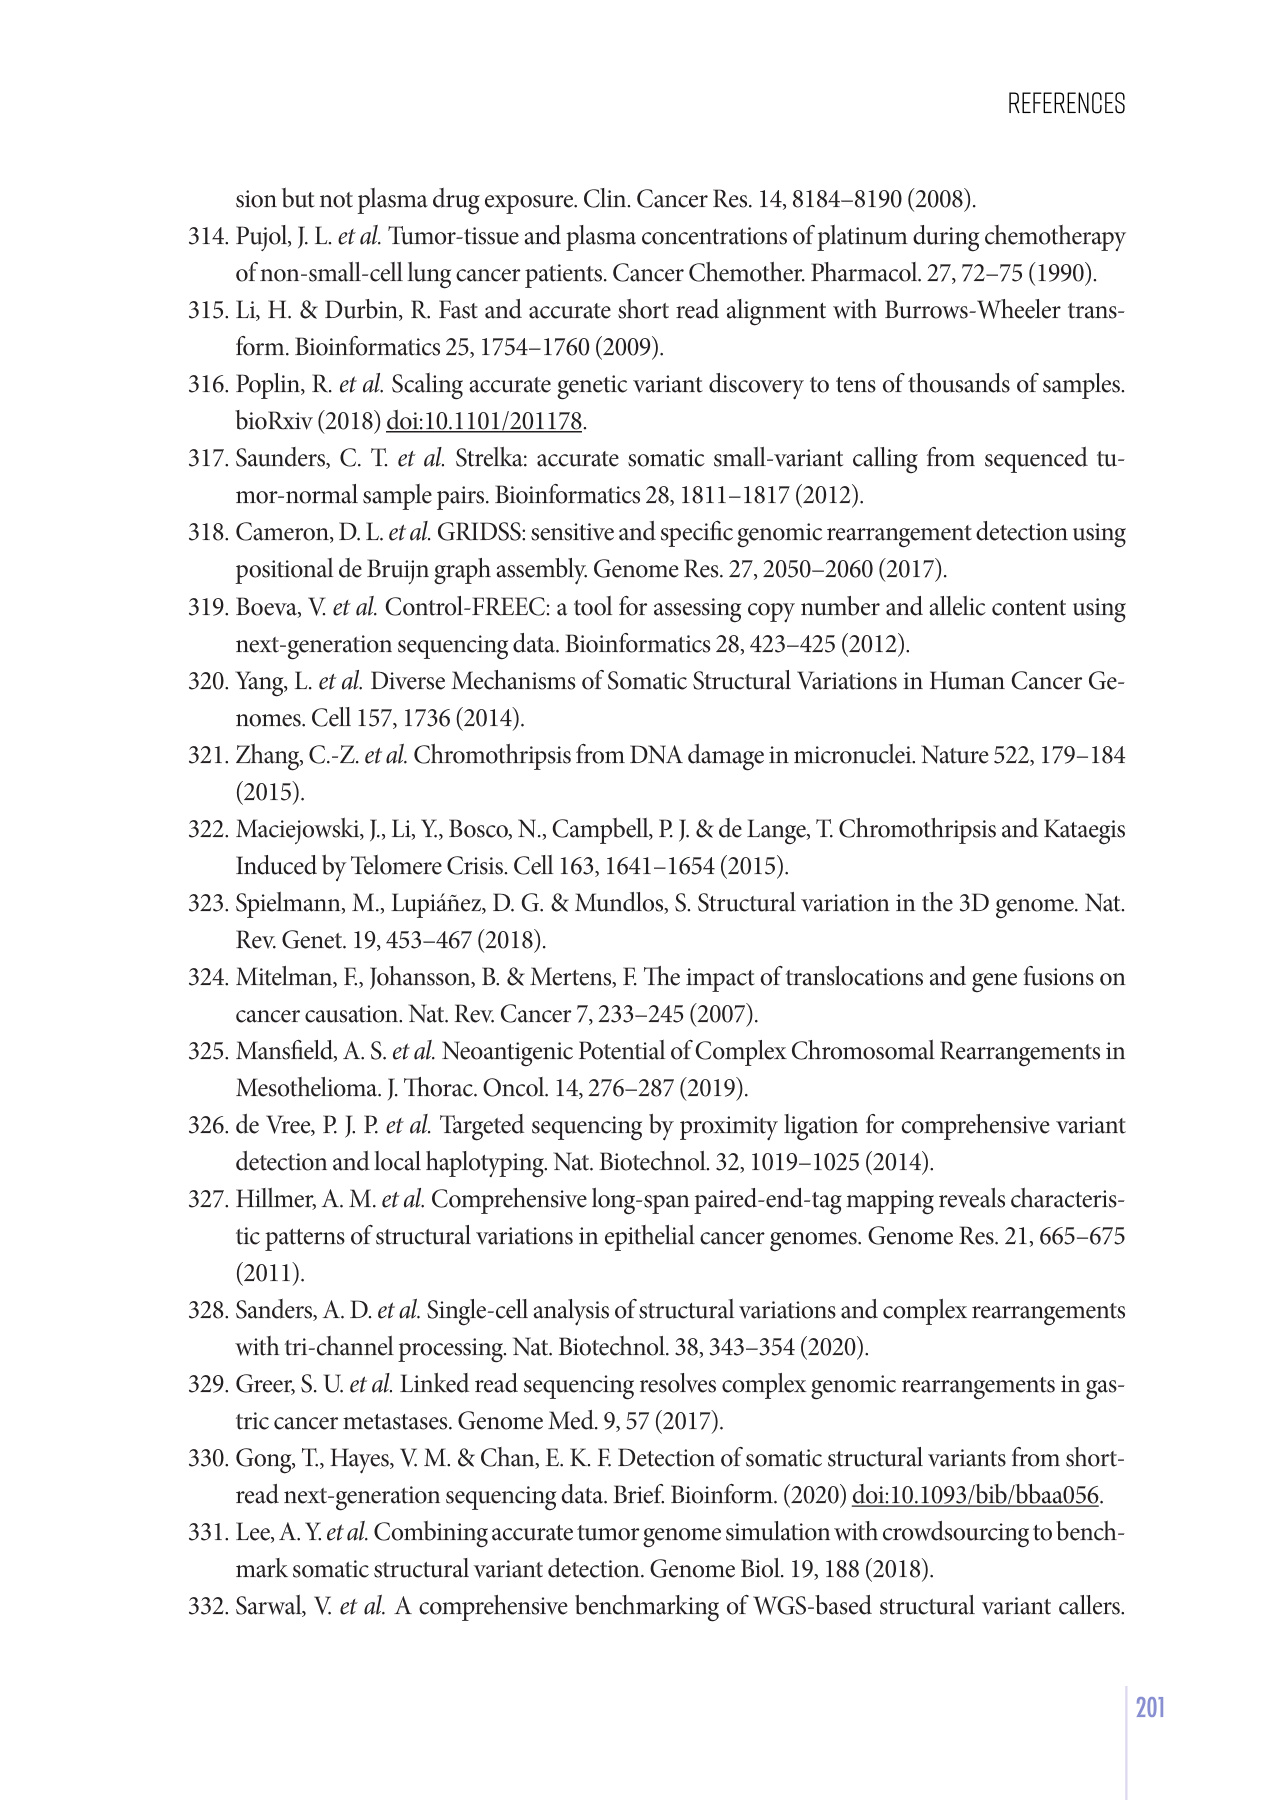 REFERENCES
sion but not plasma drug exposure. Clin. Cancer Res. 14, 8184–8190 (2008).
314. Pujol, J. L. et al. Tumor-tissue and plasma concentrations of platinum during chemotherapy
of non-small-cell lung cancer patients. Cancer Chemother. Pharmacol. 27, 72–75 (1990).
315. Li, H. & Durbin, R. Fast and accurate short read alignment with Burrows-Wheeler trans-
form. Bioinformatics 25, 1754–1760 (2009).
316. Poplin, R. et al. Scaling accurate genetic variant discovery to tens of thousands of samples.
bioRxiv (2018) doi:10.1101/201178.
317. Saunders, C. T. et al. Strelka: accurate somatic small-variant calling from sequenced tu-
mor-normal sample pairs. Bioinformatics 28, 1811–1817 (2012).
318. Cameron, D. L. et al. GRIDSS: sensitive and specific genomic rearrangement detection using
positional de Bruijn graph assembly. Genome Res. 27, 2050–2060 (2017).
319. Boeva, V. et al. Control-FREEC: a tool for assessing copy number and allelic content using
next-generation sequencing data. Bioinformatics 28, 423–425 (2012).
320. Yang, L. et al. Diverse Mechanisms of Somatic Structural Variations in Human Cancer Ge-
nomes. Cell 157, 1736 (2014).
321. Zhang, C.-Z. et al. Chromothripsis from DNA damage in micronuclei. Nature 522, 179–184
(2015).
322. Maciejowski, J., Li, Y., Bosco, N., Campbell, P. J. & de Lange, T. Chromothripsis and Kataegis
Induced by Telomere Crisis. Cell 163, 1641–1654 (2015).
323. Spielmann, M., Lupiáñez, D. G. & Mundlos, S. Structural variation in the 3D genome. Nat.
Rev. Genet. 19, 453–467 (2018).
324. Mitelman, F., Johansson, B. & Mertens, F. The impact of translocations and gene fusions on
cancer causation. Nat. Rev. Cancer 7, 233–245 (2007).
325. Mansfield, A. S. et al. Neoantigenic Potential of Complex Chromosomal Rearrangements in
Mesothelioma. J. Thorac. Oncol. 14, 276–287 (2019).
326. de Vree, P. J. P. et al. Targeted sequencing by proximity ligation for comprehensive variant
detection and local haplotyping. Nat. Biotechnol. 32, 1019–1025 (2014).
327. Hillmer, A. M. et al. Comprehensive long-span paired-end-tag mapping reveals characteris-
tic patterns of structural variations in epithelial cancer genomes. Genome Res. 21, 665–675
(2011).
328. Sanders, A. D. et al. Single-cell analysis of structural variations and complex rearrangements
with tri-channel processing. Nat. Biotechnol. 38, 343–354 (2020).
329. Greer, S. U. et al. Linked read sequencing resolves complex genomic rearrangements in gas-
tric cancer metastases. Genome Med. 9, 57 (2017).
330. Gong, T., Hayes, V. M. & Chan, E. K. F. Detection of somatic structural variants from short-
read next-generation sequencing data. Brief. Bioinform. (2020) doi:10.1093/bib/bbaa056.
331. Lee, A. Y. et al. Combining accurate tumor genome simulation with crowdsourcing to bench-
mark somatic structural variant detection. Genome Biol. 19, 188 (2018).
332. Sarwal, V. et al. A comprehensive benchmarking of WGS-based structural variant callers.
201